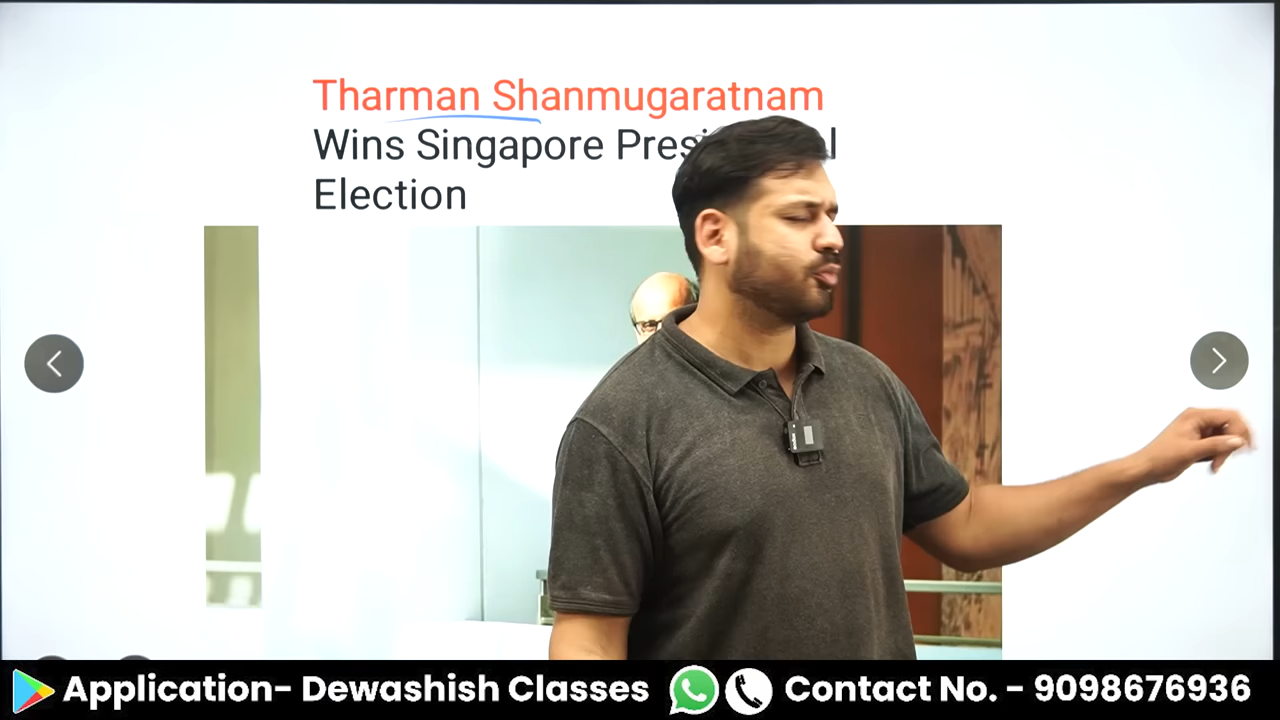 Tharman Shanmugaratnam
Wins Singapore
Election
Application- Dewashish Classes
Contact No. - 9098676936